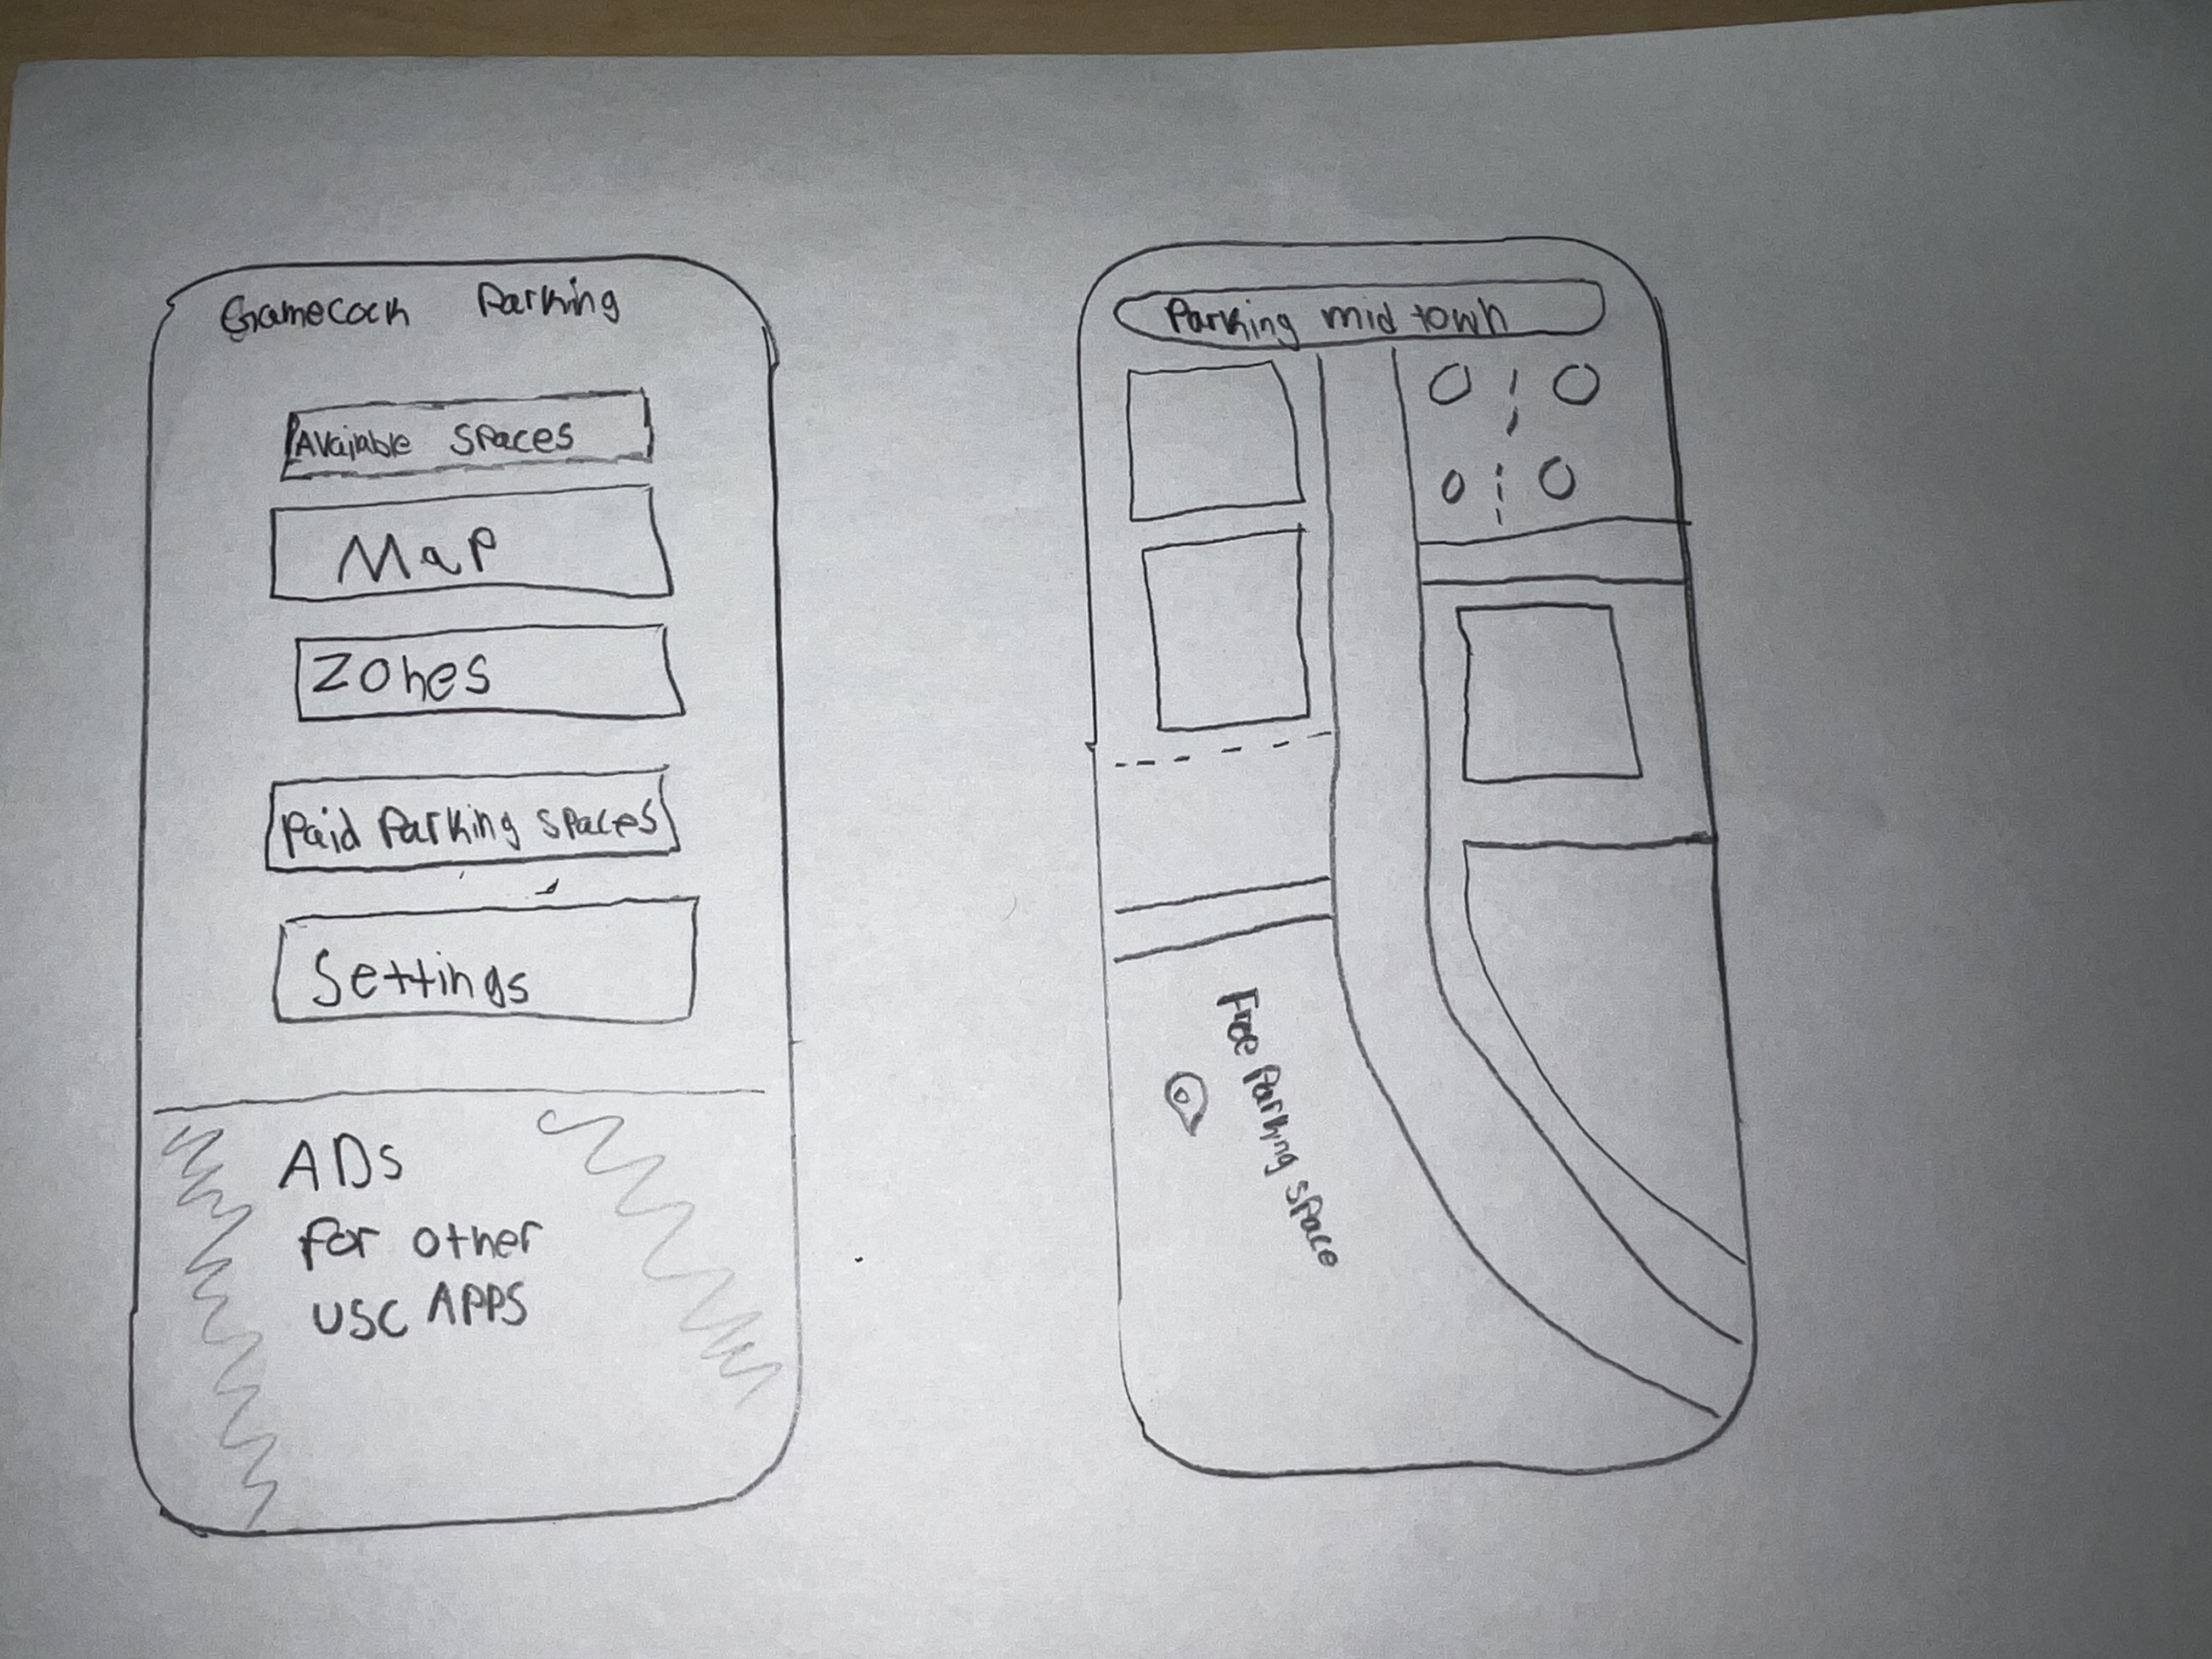 Gamecock Parking
Available Spaces
Map
Zones
Paid Parking Spaces
Settings
ADs
for other
USC APPS
Parking mid town
Free Parking Space